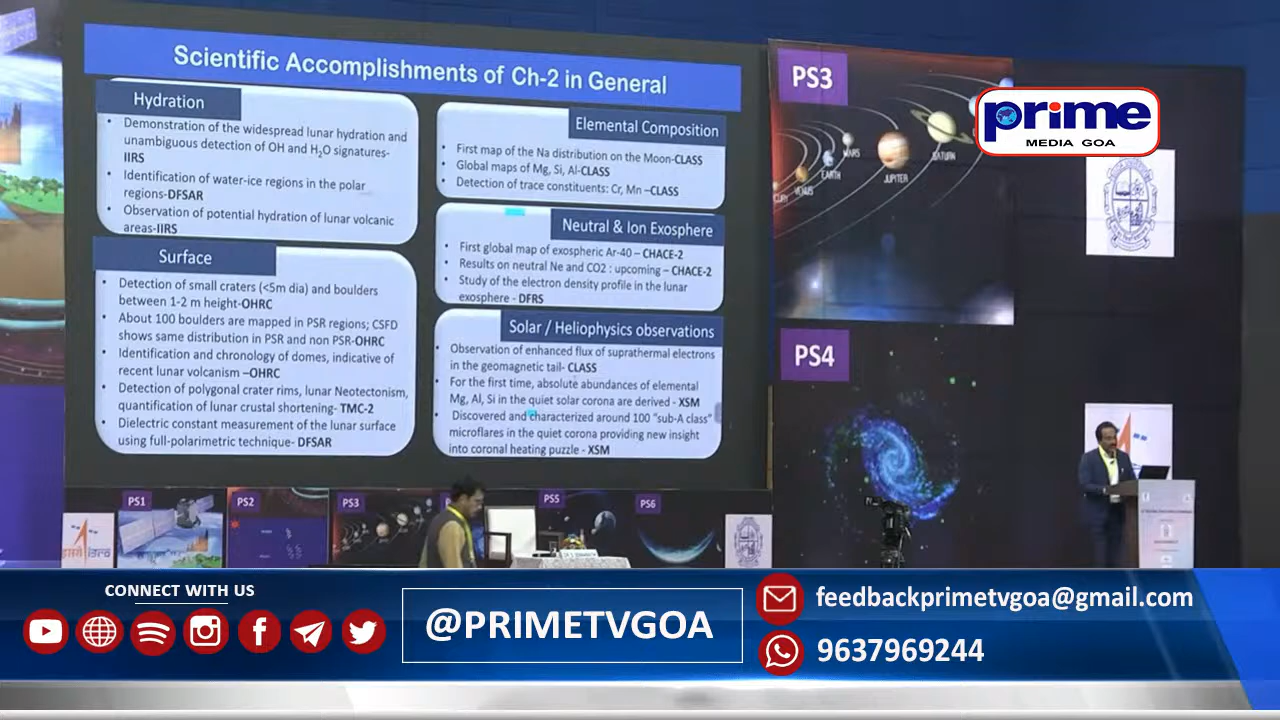 Scientific Accomplishments of Ch-2 in General
Hydration
• Demonstration of the widespread lunar hydration and
unambiguous detection of OH and H₂O signatures-
IIRS
• Identification of water-ice regions in the polar
regions-DFSAR
• Observation of potential hydration of lunar volcanic
areas-IIRS
Surface
• Detection of small craters (<5m dia) and boulders
between 1-2 m height-OHRC
• About 100 boulders are mapped in PSR regions; CSFD
shows same distribution in PSR and non PSR-OHRC
• Identification and chronology of domes, indicative of
recent lunar volcanism –OHRC
• Detection of polygonal crater rims, lunar Neotectonism,
quantification of lunar crustal shortening- TMC-2
• Dielectric constant measurement of the lunar surface
using full-polarimetric technique- DFSAR
Elemental Composition
• First map of the Na distribution on the Moon-CLASS
• Global maps of Mg, Si, Al-CLASS
• Detection of trace constituents: Cr, Mn –CLASS
Neutral & Ion Exosphere
• First global map of exospheric Ar-40 – CHACE-2
• Results on neutral Ne and CO2 : upcoming – CHACE-2
• Study of the electron density profile in the lunar
exosphere - DFRS
Solar / Heliophysics observations
• Observation of enhanced flux of suprathermal electrons
in the geomagnetic tail- CLASS
• For the first time, absolute abundances of elemental
Mg, Al, Si in the quiet solar corona are derived - XSM
• Discovered and characterized around 100 "sub-A class"
microflares in the quiet corona providing new insight
into coronal heating puzzle - XSM
PS3
MARS
EARTH
VENUS
JUPITER
SATURN
prime
MEDIA GOA
PS4
PS1
PS2
PS3
PS5
PS6
इसरो isro
CONNECT WITH US
@PRIMETVGOA
feedbackprimetvgoa@gmail.com
9637969244